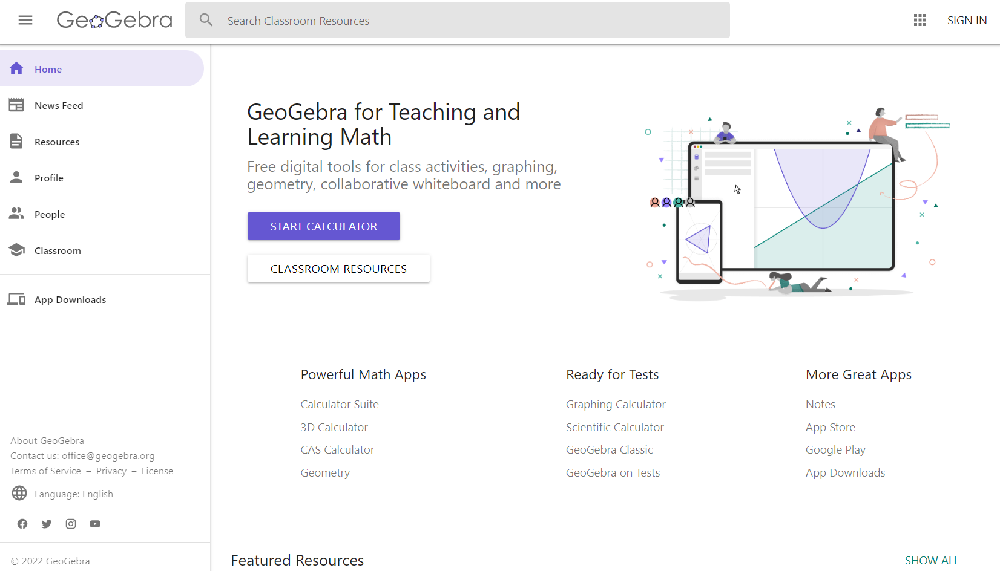 GeoGebra
Search Classroom Resources
SIGN IN
Home
News Feed
Resources
Profile
People
Classroom
App Downloads
About GeoGebra
Contact us: office@geogebra.org
Terms of Service – Privacy – License
Language: English
© 2022 GeoGebra
GeoGebra for Teaching and
Learning Math
Free digital tools for class activities, graphing,
geometry, collaborative whiteboard and more
START CALCULATOR
CLASSROOM RESOURCES
Powerful Math Apps
Calculator Suite
3D Calculator
CAS Calculator
Geometry
Ready for Tests
Graphing Calculator
Scientific Calculator
GeoGebra Classic
GeoGebra on Tests
More Great Apps
Notes
App Store
Google Play
App Downloads
Featured Resources
SHOW ALL